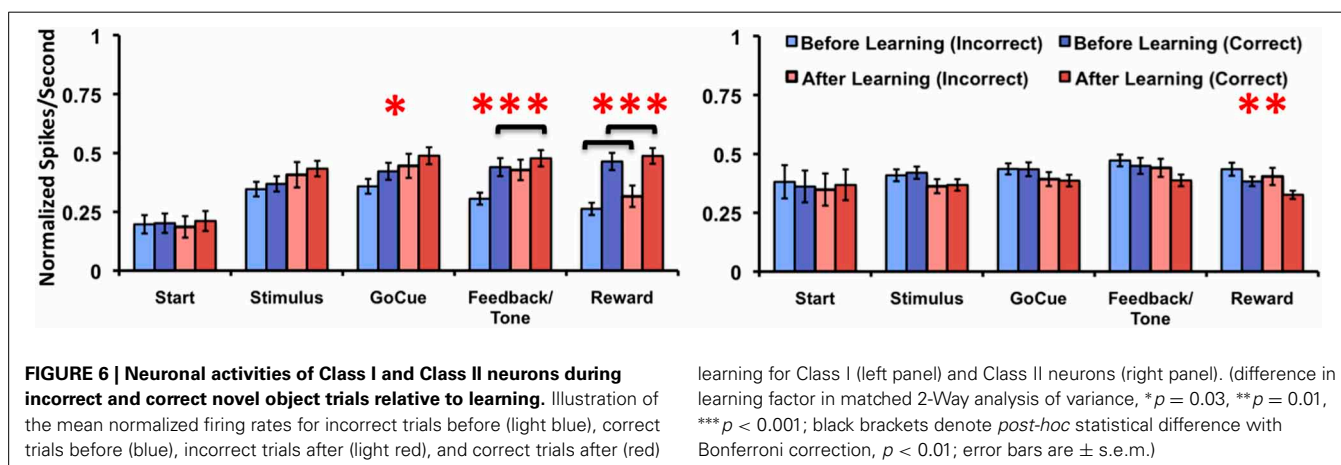 1
0.75
0.5
0.25
0
Normalized Spikes/Second
*
***
***
Start
Stimulus
GoCue
Feedback/
Tone
Reward
1
0.75
0.5
0.25
0
Before Learning (Incorrect)
Before Learning (Correct)
After Learning (Incorrect)
After Learning (Correct)
**
Start
Stimulus
GoCue
Feedback/
Tone
Reward
FIGURE 6 | Neuronal activities of Class I and Class II neurons during
incorrect and correct novel object trials relative to learning. Illustration of
the mean normalized firing rates for incorrect trials before (light blue), correct
trials before (blue), incorrect trials after (light red), and correct trials after (red)
learning for Class I (left panel) and Class II neurons (right panel). (difference in
learning factor in matched 2-Way analysis of variance, *p = 0.03, **p = 0.01,
***p < 0.001; black brackets denote post-hoc statistical difference with
Bonferroni correction, p < 0.01; error bars are ± s.e.m.)